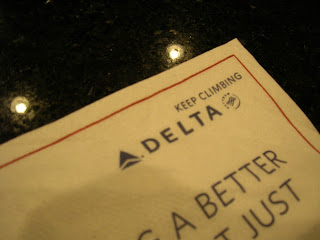 KEEP CLIMBING
DELTA
G A BETTER
T JUST